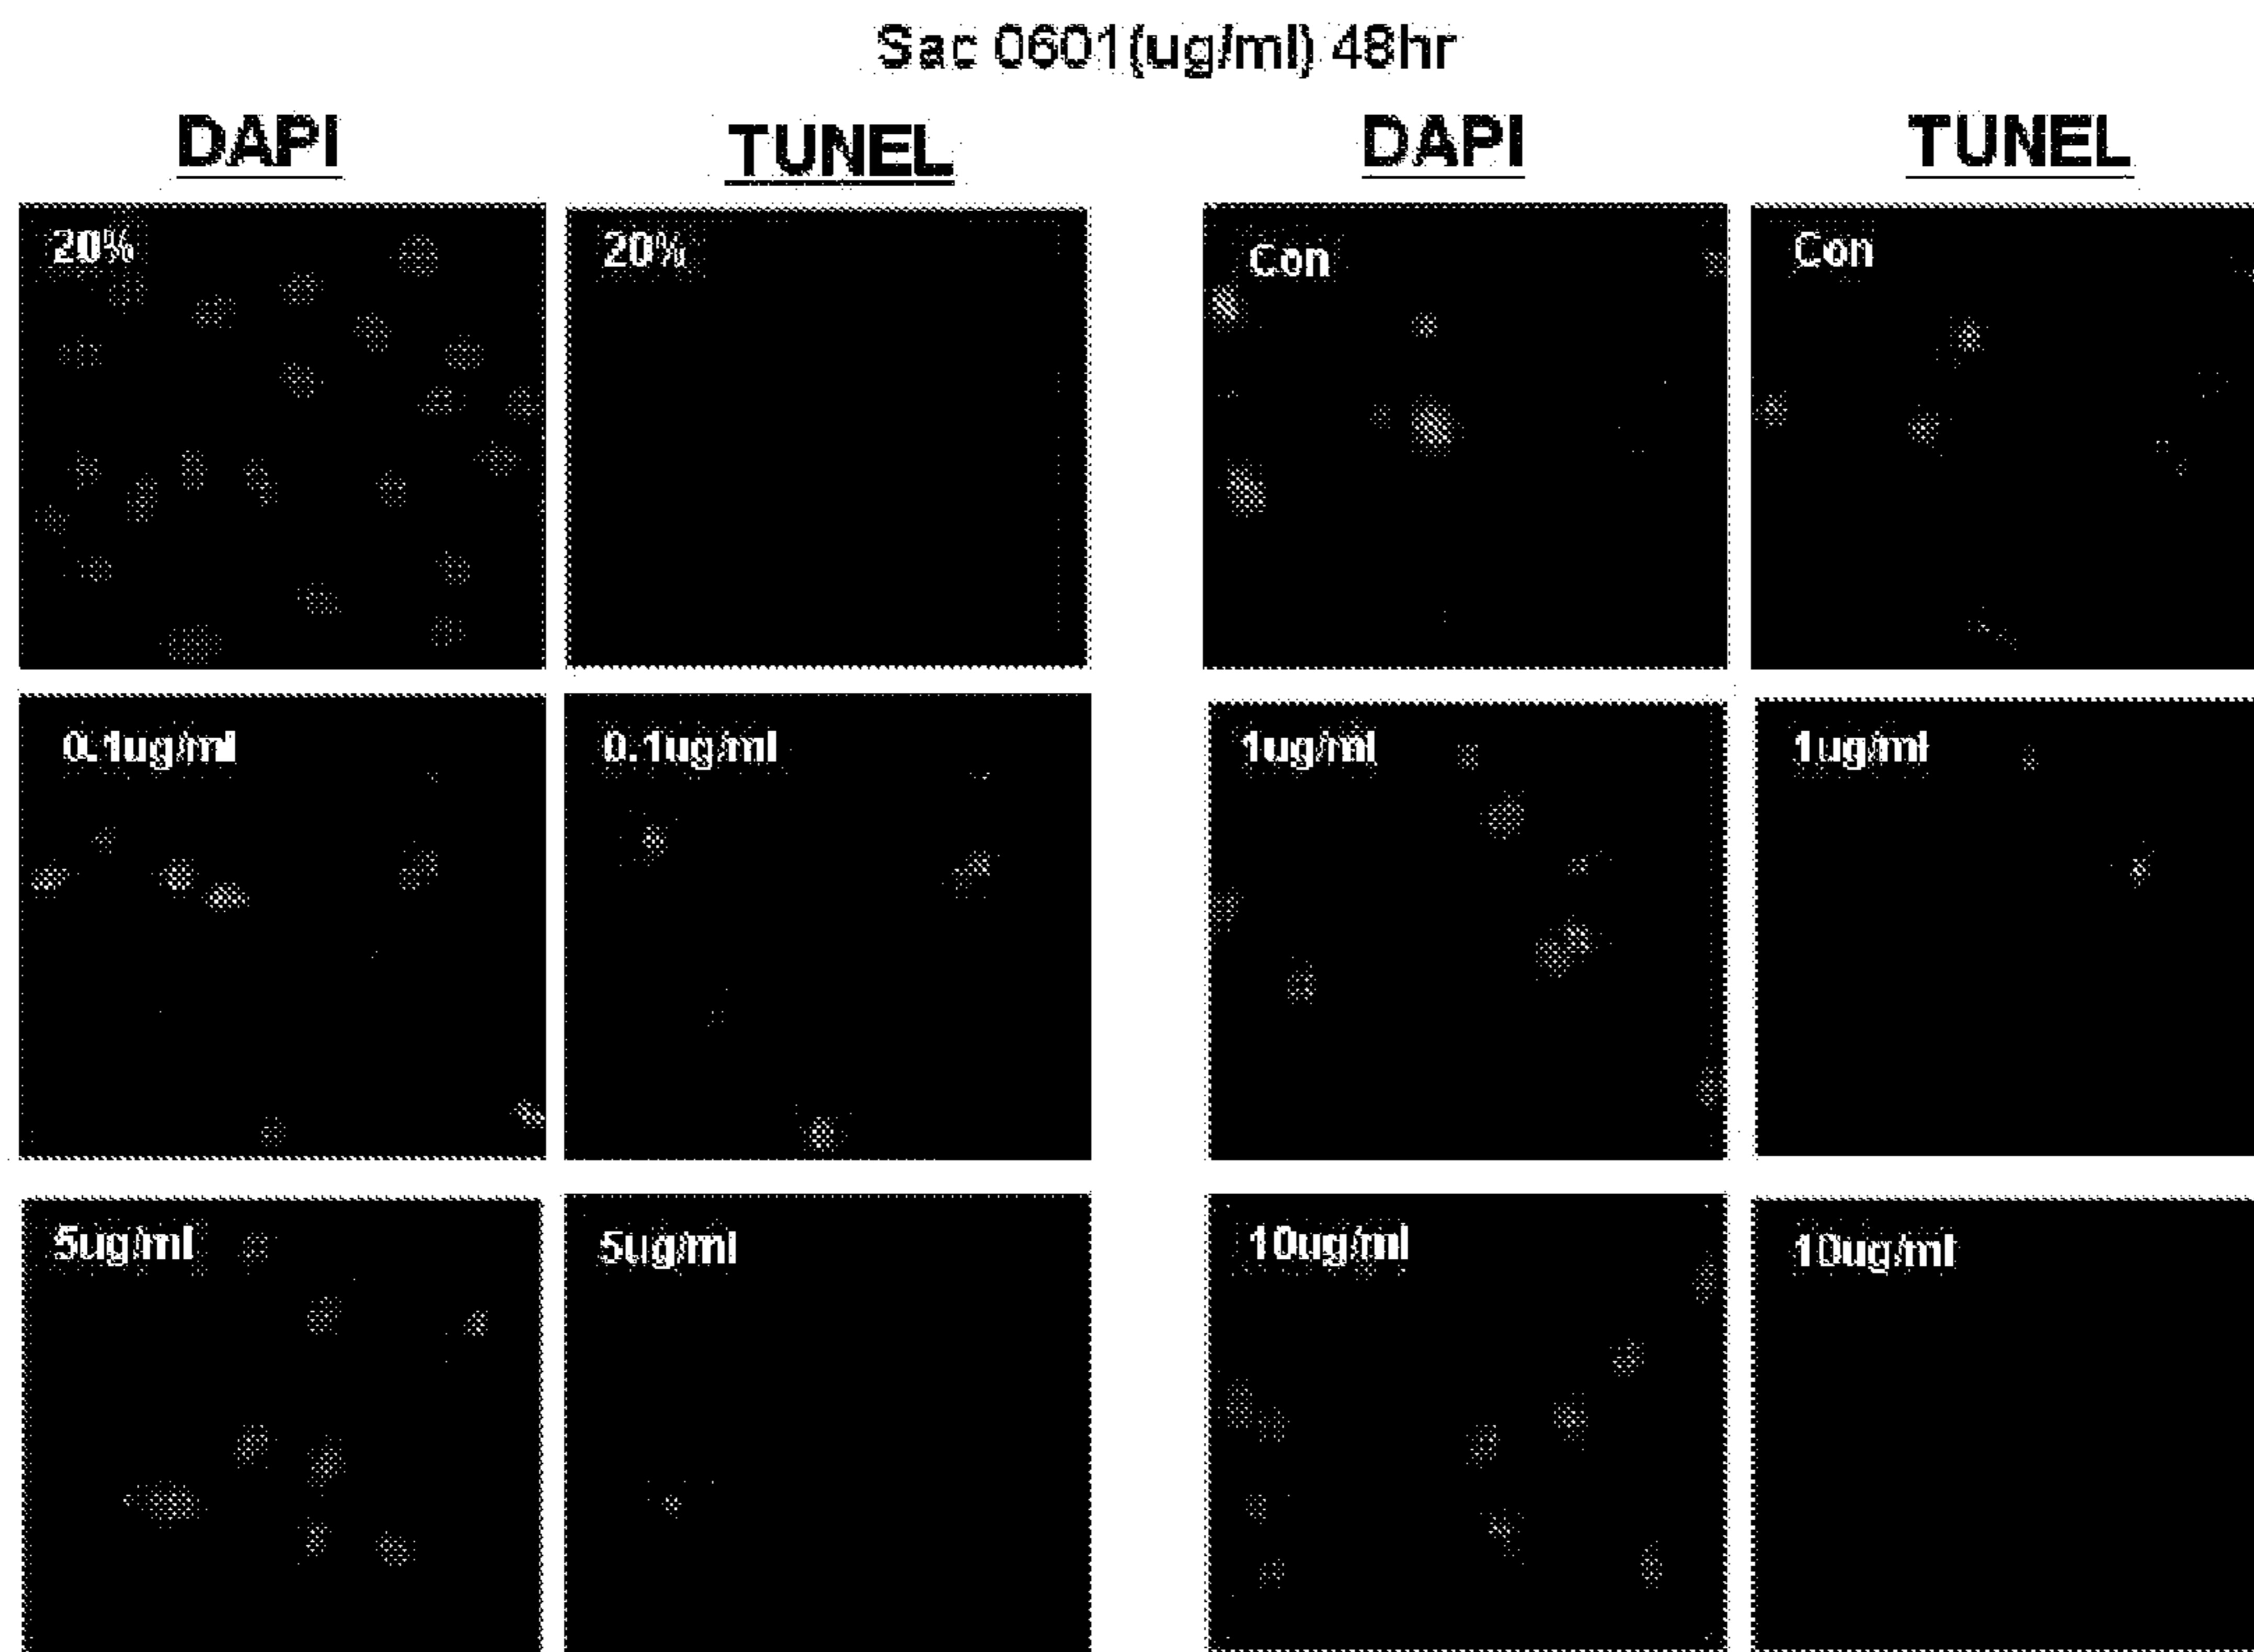 Sac 0601(ug/ml) 48hr
DAPI TUNEL DAPI TUNEL
20% 20% Con Con
0.1ug/ml 0.1ug/ml 1ug/ml 1ug/ml
5ug/ml 5ug/ml 10ug/ml 10ug/ml